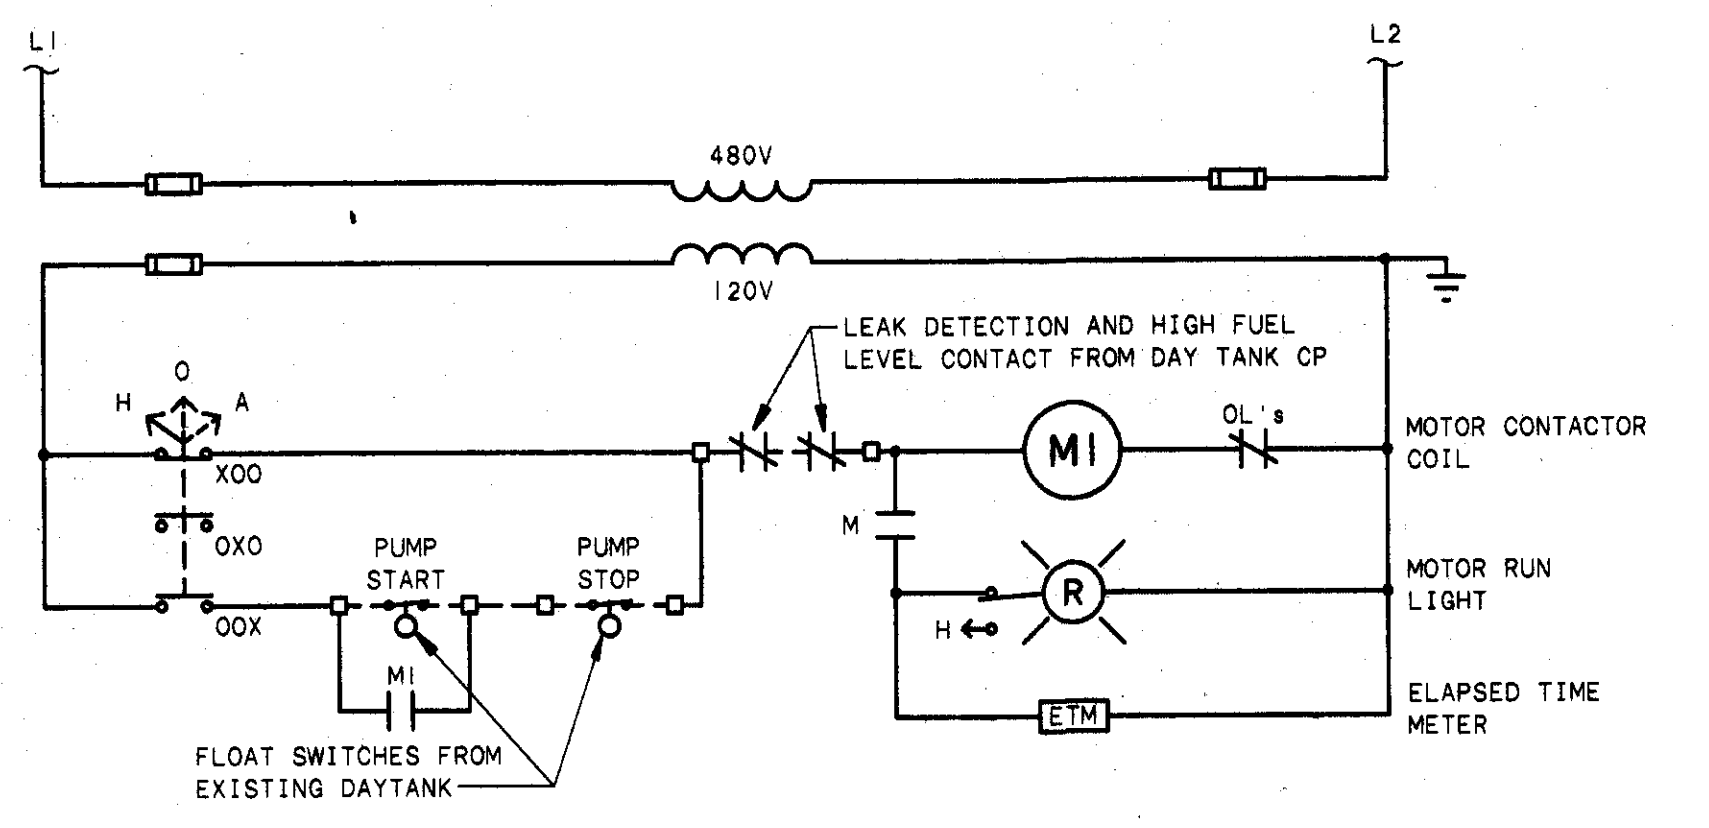 L1
L2
480V
120V
LEAK DETECTION AND HIGH FUEL
LEVEL CONTACT FROM DAY TANK CP
O
H
A
XOO
OXO
OOX
PUMP
START
PUMP
STOP
M1
FLOAT SWITCHES FROM
EXISTING DAYTANK
M1
OL's
MOTOR CONTACTOR
COIL
M
R
H
MOTOR RUN
LIGHT
ETM
ELAPSED TIME
METER